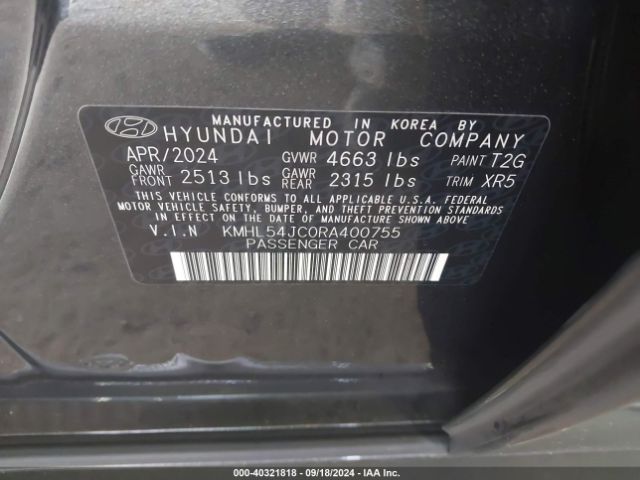 MANUFACTURED IN KOREA BY
HYUNDAI MOTOR COMPANY
APR/2024 GVWR 4663 lbs PAINT T2G
GAWR FRONT 2513 lbs GAWR REAR 2315 lbs TRIM XR5
THIS VEHICLE CONFORMS TO ALL APPLICABLE U.S.A. FEDERAL
MOTOR VEHICLE SAFETY, BUMPER, AND THEFT PREVENTION
STANDARDS IN EFFECT ON THE DATE OF MANUFACTURE SHOWN ABOVE
V.I.N KMHL54JC0RA400755
PASSENGER CAR
000-40321818 - 09/18/2024 - IAA Inc.